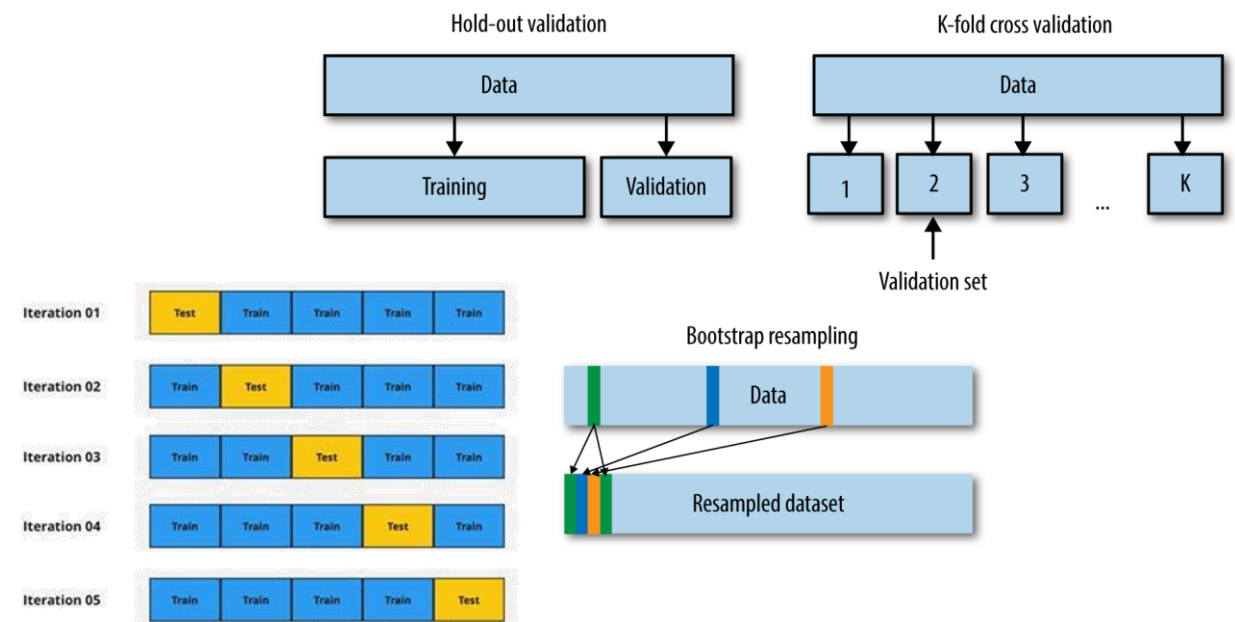 Hold-out validation
Data
Training
Validation
K-fold cross validation
Data
1
2
3
...
K
Validation set
Iteration 01
Test Train Train Train Train
Iteration 02
Train Test Train Train Train
Iteration 03
Train Train Test Train Train
Iteration 04
Train Train Train Test Train
Iteration 05
Train Train Train Train Test
Bootstrap resampling
Data
Resampled dataset